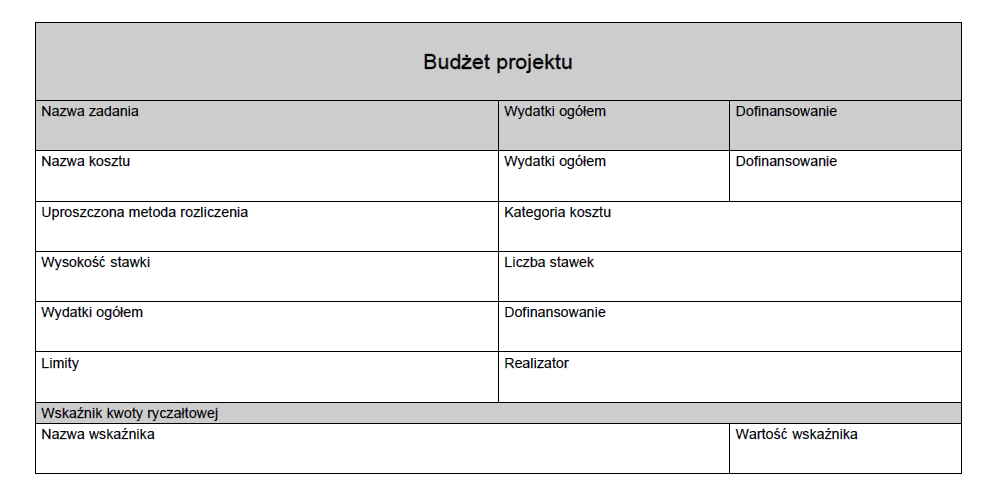 Budżet projektu
Nazwa zadania Wydatki ogółem Dofinansowanie
Nazwa kosztu Wydatki ogółem Dofinansowanie
Uproszczona metoda rozliczenia Kategoria kosztu
Wysokość stawki Liczba stawek
Wydatki ogółem Dofinansowanie
Limity Realizator
Wskaźnik kwoty ryczałtowej
Nazwa wskaźnika Wartość wskaźnika